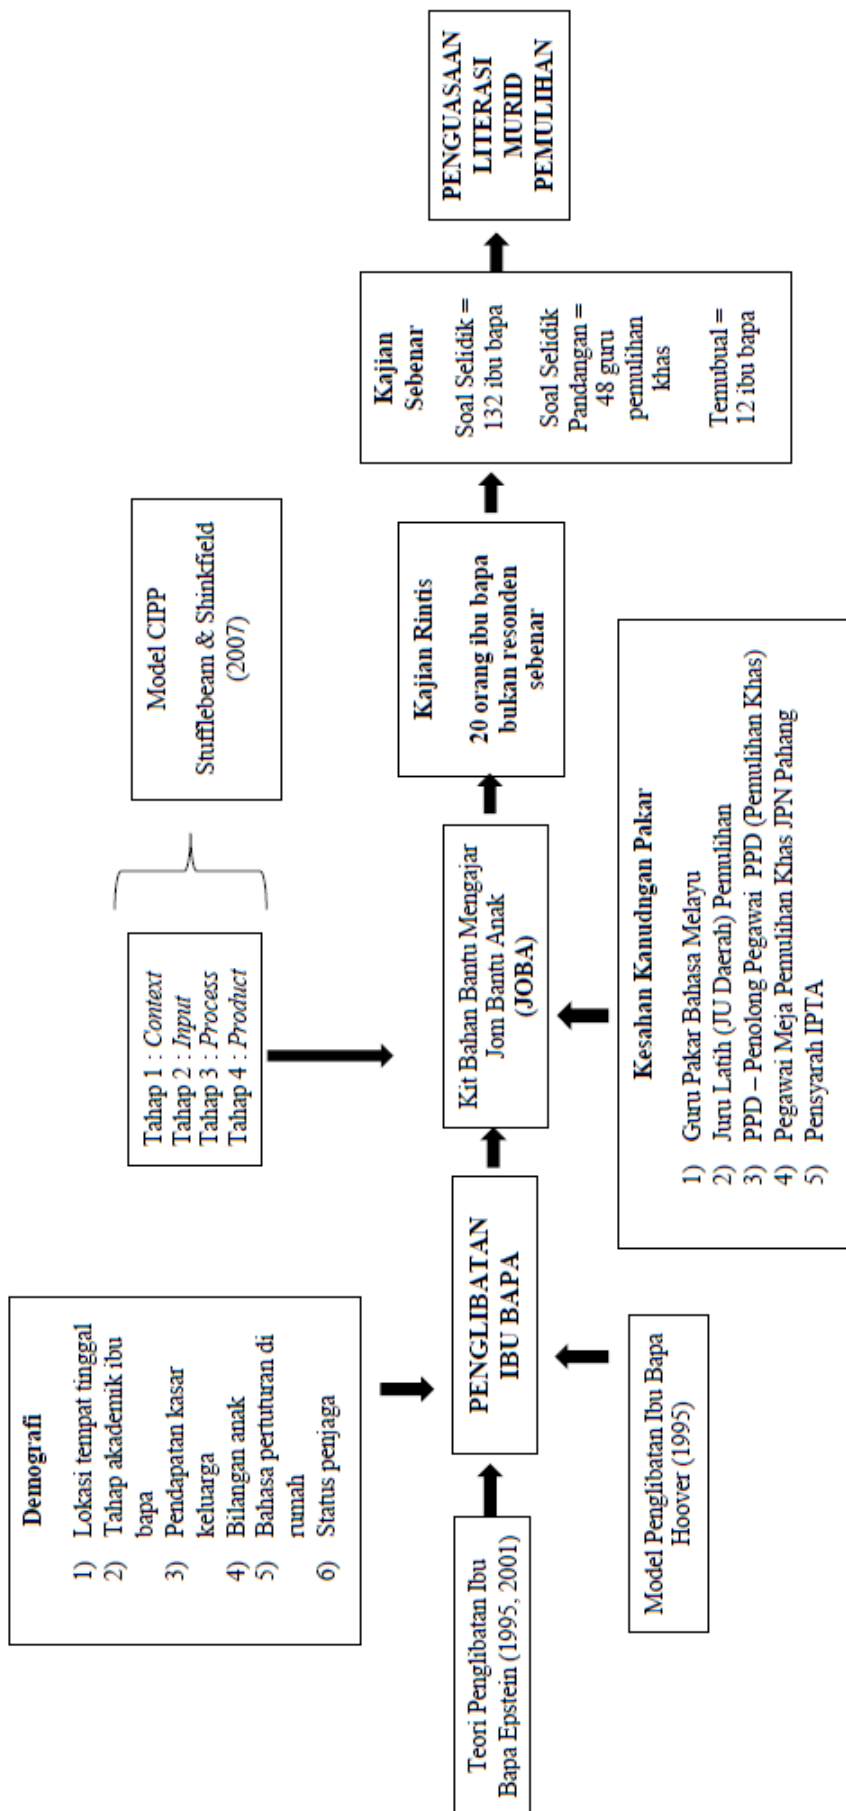 Demografi
1) Lokasi tempat tinggal
2) Tahap akademik ibu
bapa
3) Pendapatan kasar
keluarga
4) Bilangan anak
5) Bahasa pertuturan di
rumah
6) Status penjaga
Teori Penglibatan Ibu
Bapa Epstein (1995, 2001)
PENGLIBATAN
IBU BAPA
Model Penglibatan Ibu Bapa
Hoover (1995)
Tahap 1 : Context
Tahap 2 : Input
Tahap 3 : Process
Tahap 4 : Product
Model CIPP
Stufflebeam & Shinkfield
(2007)
Kit Bahan Bantu Mengajar
Jom Bantu Anak
(JOBA)
Kesahan Kanudngan Pakar
1) Guru Pakar Bahasa Melayu
2) Juru Latih (JU Daerah) Pemulihan
3) PPD – Penolong Pegawai PPD (Pemulihan Khas)
4) Pegawai Meja Pemulihan Khas JPN Pahang
5) Pensyarah IPTA
Kajian Rintis
20 orang ibu bapa
bukan resonden
sebenar
Kajian
Sebenar
Soal Selidik =
132 ibu bapa
Soal Selidik
Pandangan =
48 guru
pemulihan
khas
Temubual =
12 ibu bapa
PENGUASAAN
LITERASI
MURID
PEMULIHAN